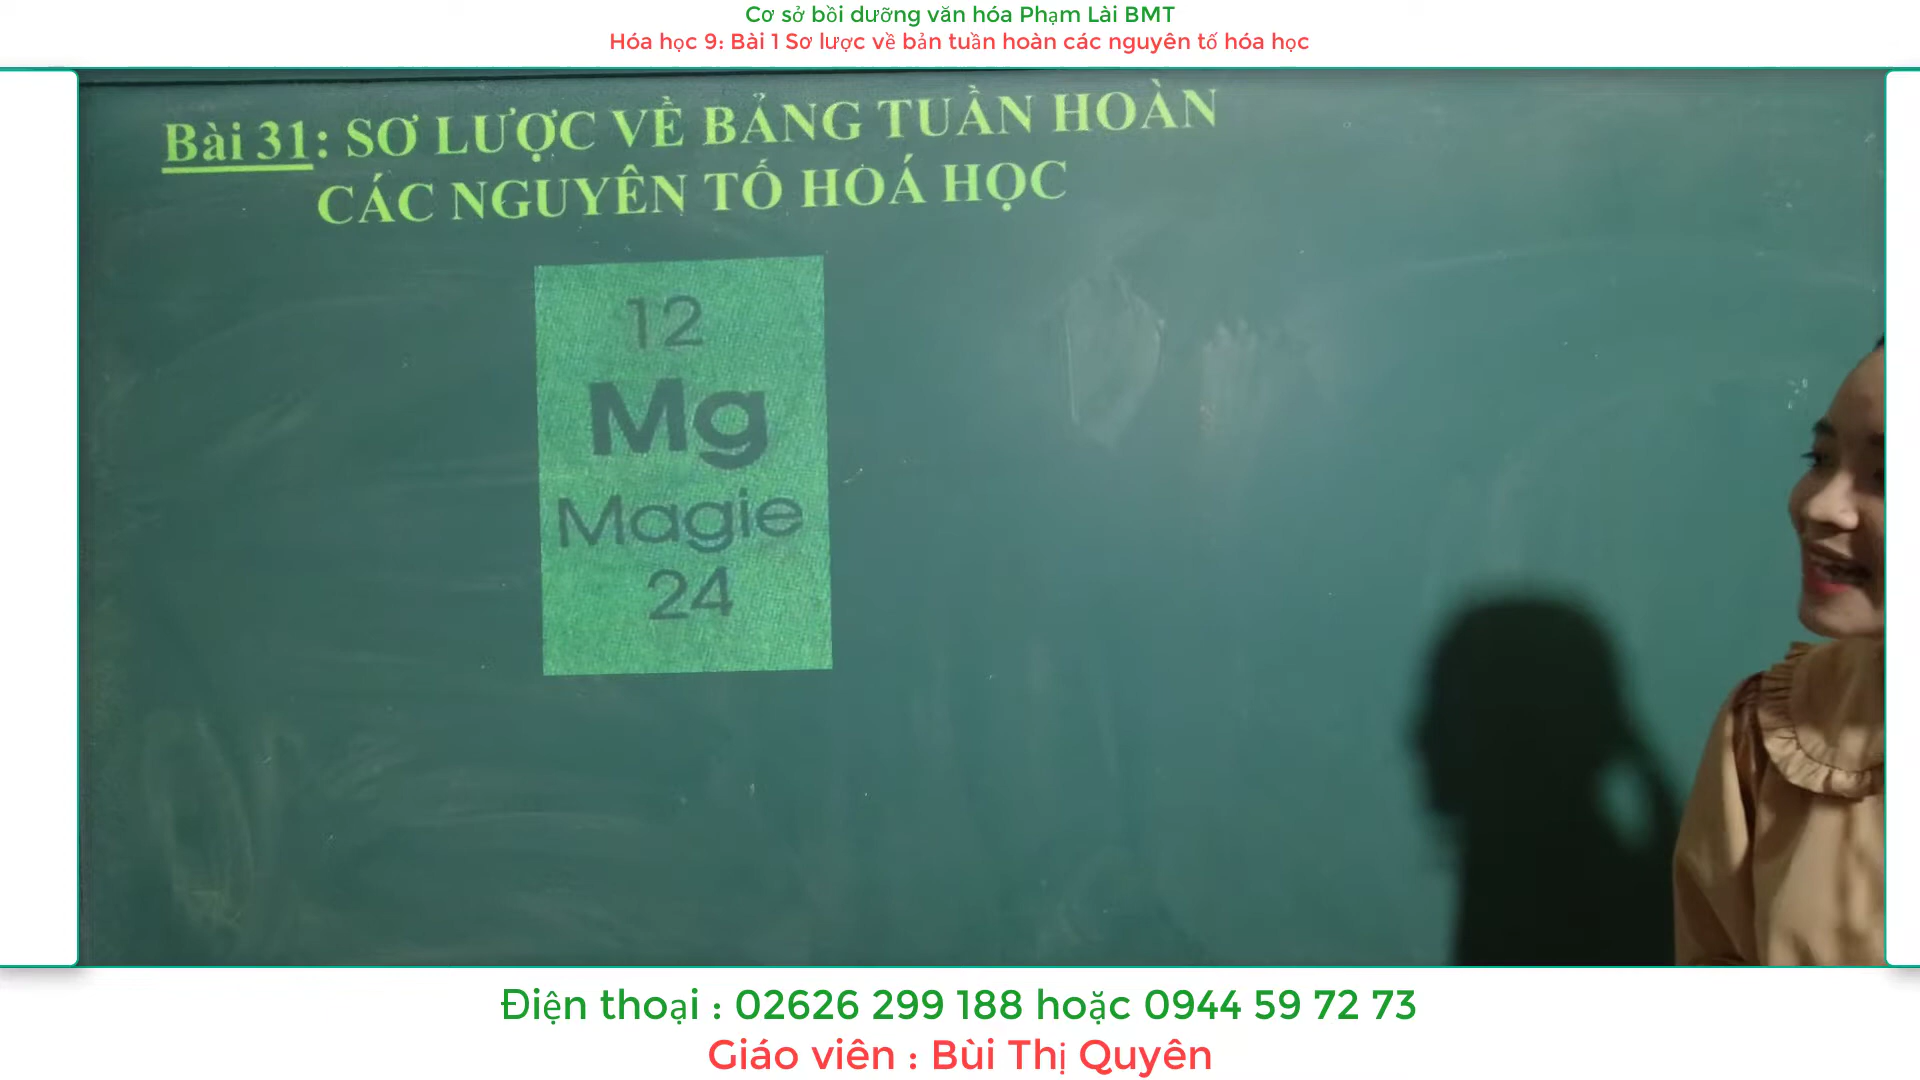 Cơ sở bồi dưỡng văn hóa Phạm Lài BMT
Hóa học 9: Bài 1 Sơ lược về bản tuần hoàn các nguyên tố hóa học
Bài 31: SƠ LƯỢC VỀ BẢNG TUẦN HOÀN
CÁC NGUYÊN TỐ HOÁ HỌC
12
Mg
Magie
24
Điện thoại : 02626 299 188 hoặc 0944 59 72 73
Giáo viên : Bùi Thị Quyên